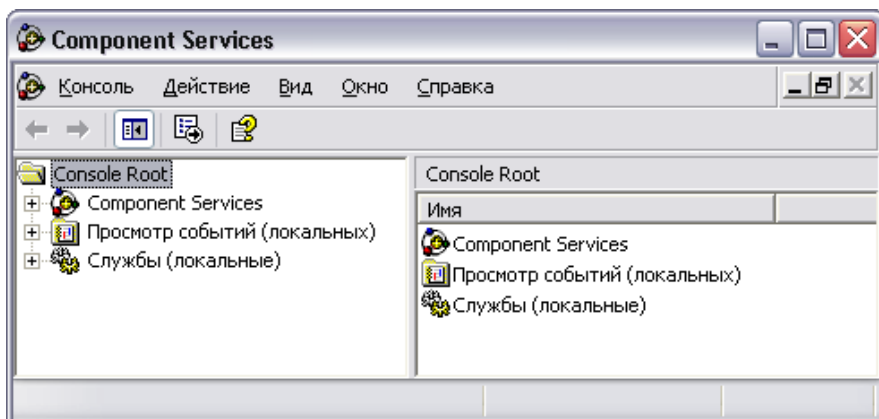 Component Services
Консоль Действие Вид Окно Справка
Console Root
Component Services
Просмотр событий (локальных)
Службы (локальные)
Console Root
Имя
Component Services
Просмотр событий (локальных)
Службы (локальные)